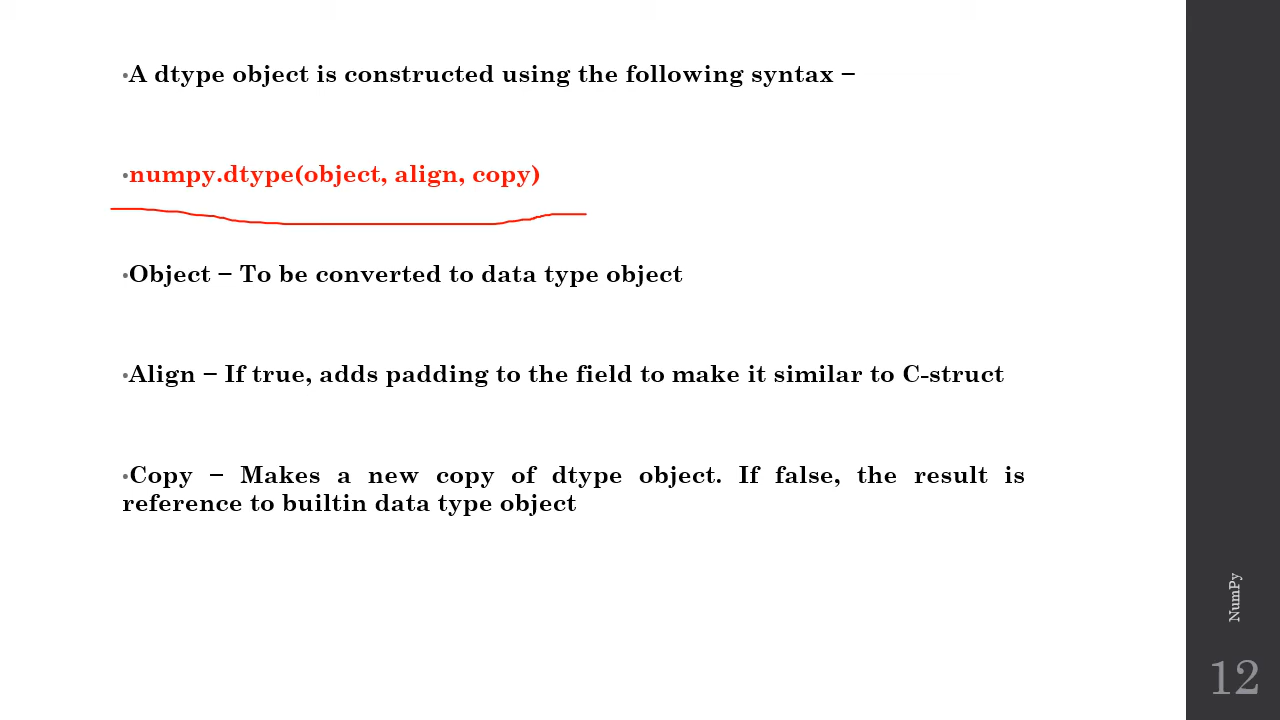 •A dtype object is constructed using the following syntax −
•numpy.dtype(object, align, copy)
•Object − To be converted to data type object
•Align − If true, adds padding to the field to make it similar to C-struct
•Copy − Makes a new copy of dtype object. If false, the result is
reference to builtin data type object
NumPy
12